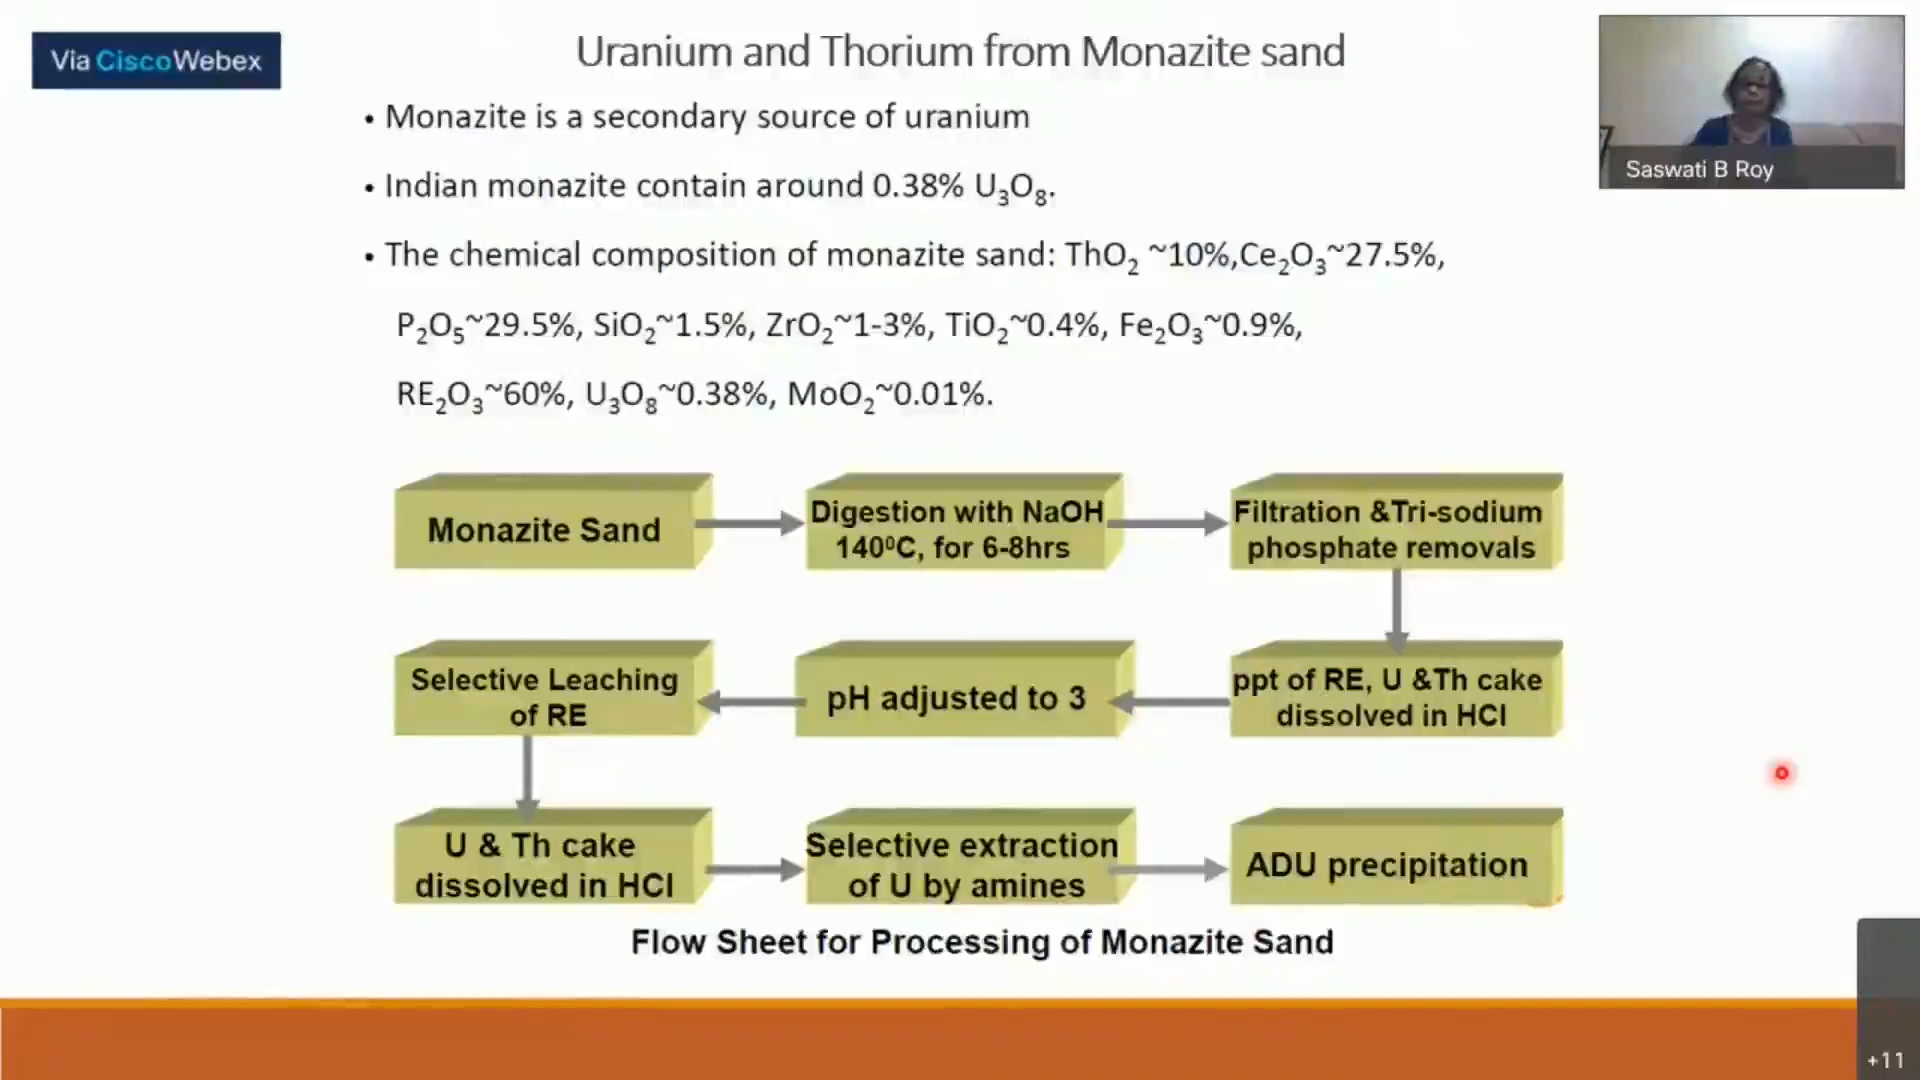 Via CiscoWebex
Uranium and Thorium from Monazite sand
Saswati B Roy
• Monazite is a secondary source of uranium
• Indian monazite contain around 0.38% U₃O₈.
• The chemical composition of monazite sand: ThO₂ ~10%,Ce₂O₃~27.5%,
P₂O₅~29.5%, SiO₂~1.5%, ZrO₂~1-3%, TiO₂~0.4%, Fe₂O₃~0.9%,
RE₂O₃~60%, U₃O₈~0.38%, MoO₂~0.01%.
Monazite Sand
Digestion with NaOH
140⁰C, for 6-8hrs
Filtration &Tri-sodium
phosphate removals
ppt of RE, U &Th cake
dissolved in HCl
pH adjusted to 3
Selective Leaching
of RE
U & Th cake
dissolved in HCl
Selective extraction
of U by amines
ADU precipitation
Flow Sheet for Processing of Monazite Sand
+11